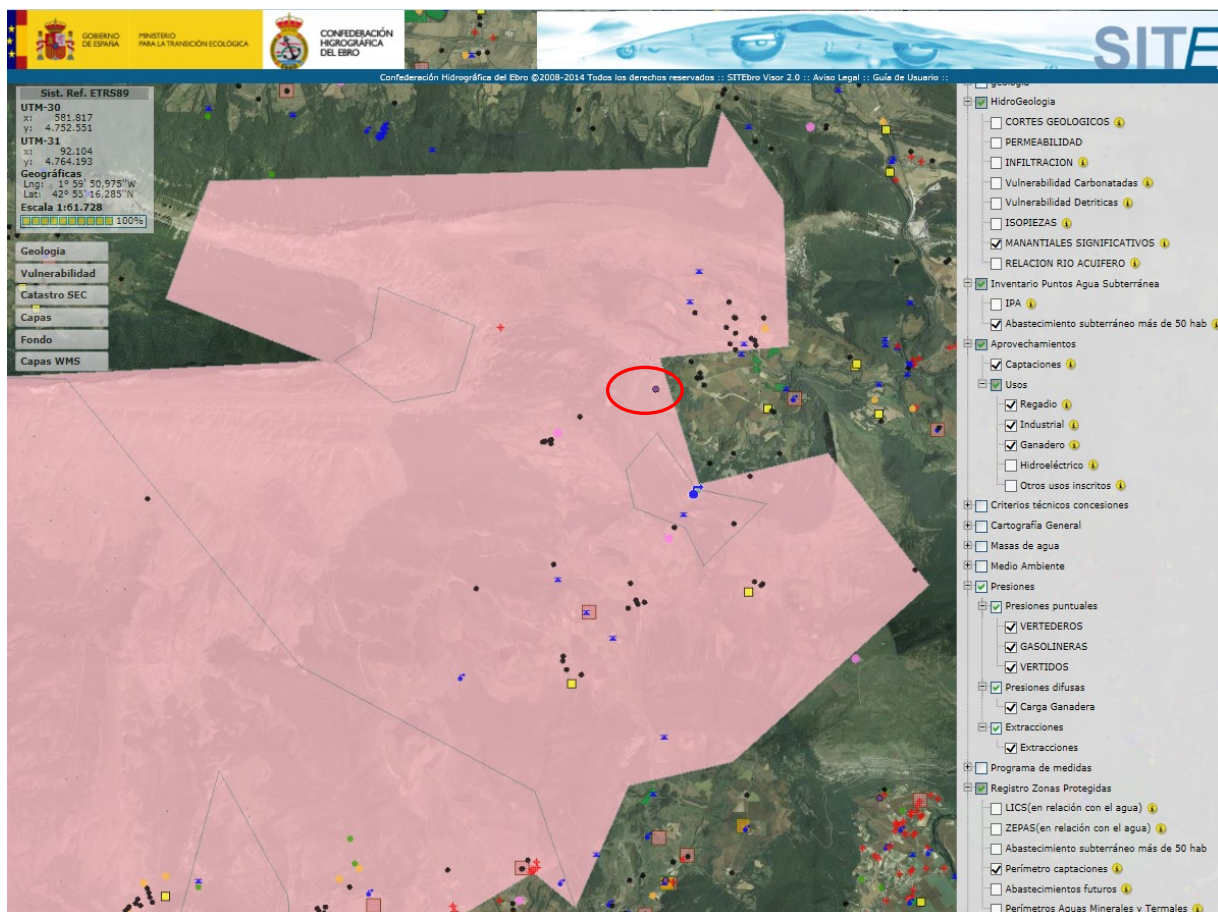 GOBIERNO
DE ESPAÑA
MINISTERIO
PARA LA TRANSICIÓN ECOLÓGICA
CONFEDERACIÓN
HIGROGRÁFICA
DEL EBRO
SITE
Confederación Hidrográfica del Ebro ©2008-2014 Todos los derechos reservados :: SITEbro Visor 2.0 :: Aviso Legal :: Guía de Usuario ::
Sist. Ref. ETRS89
UTM-30
x: 581.817
y: 4.752.551
UTM-31
x: 92.104
y: 4.764.193
Geográficas
Lng: 1º 59' 50,975"W
Lat: 42º 55' 16.285"N
Escala 1:61.728
100%
Geologia
Vulnerabilidad
Catastro SEC
Capas
Fondo
Capas WMS
geologia
HidroGeologia
CORTES GEOLOGICOS
PERMEABILIDAD
INFILTRACION
Vulnerabilidad Carbonatadas
Vulnerabilidad Detriticas
ISOPIEZAS
MANANTIALES SIGNIFICATIVOS
RELACION RIO ACUIFERO
Inventario Puntos Agua Subterránea
IPA
Abastecimiento subterráneo más de 50 hab
Aprovechamientos
Captaciones
Usos
Regadio
Industrial
Ganadero
Hidroeléctrico
Otros usos inscritos
Criterios técnicos concesiones
Cartografía General
Masas de agua
Medio Ambiente
Presiones
Presiones puntuales
VERTEDEROS
GASOLINERAS
VERTIDOS
Presiones difusas
Carga Ganadera
Extracciones
Extracciones
Programa de medidas
Registro Zonas Protegidas
LICS(en relación con el agua)
ZEPAS(en relación con el agua)
Abastecimiento subterráneo más de 50 hab
Perímetro captaciones
Abastecimientos futuros
Perímetros Aguas Minerales y Termales